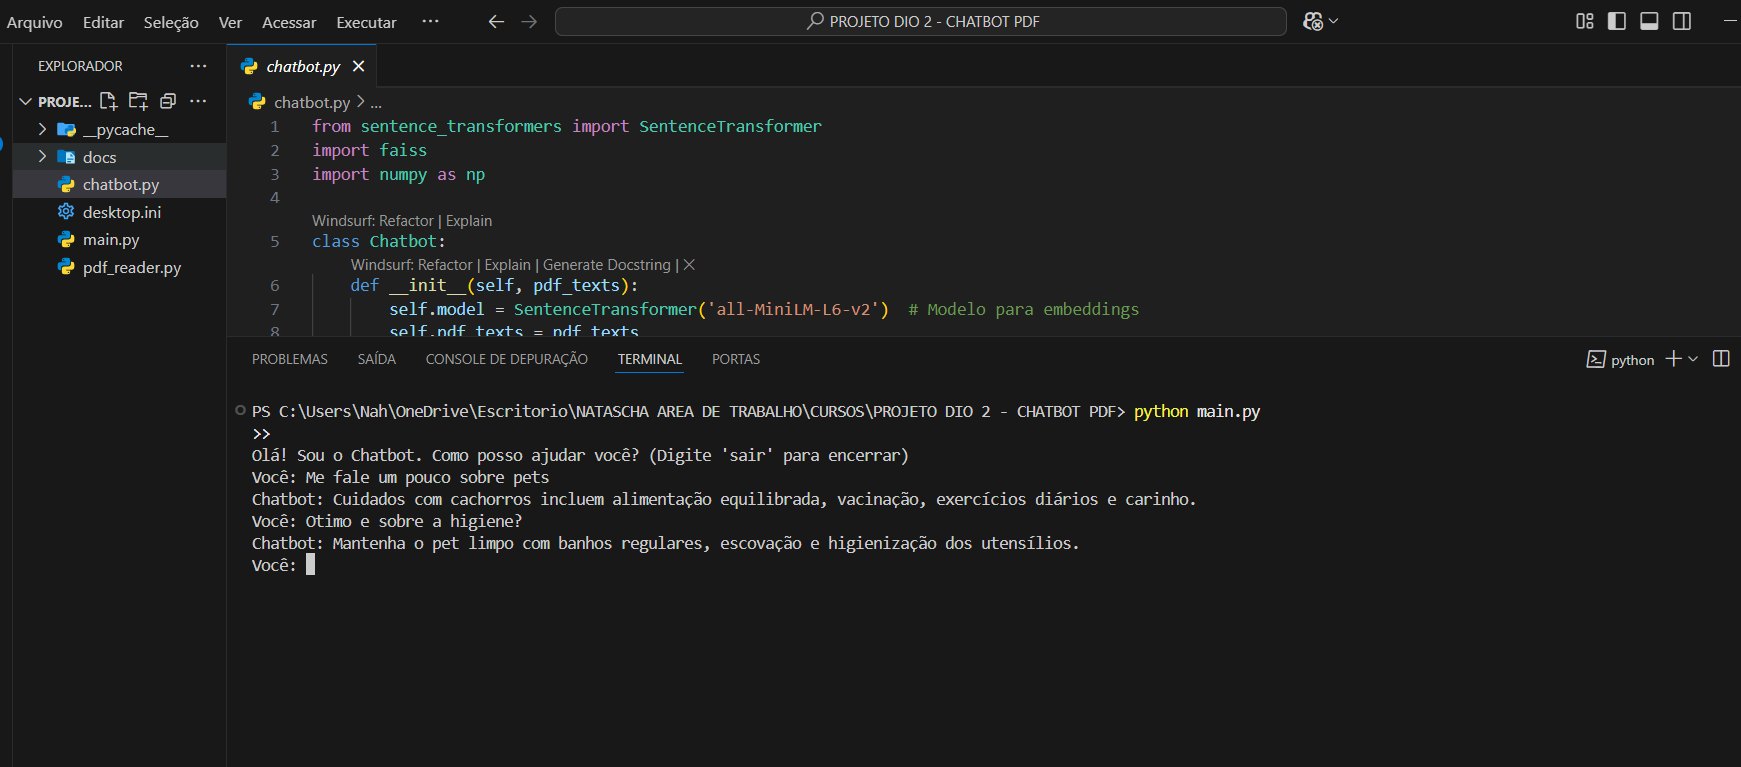 Arquivo Editar Seleção Ver Acessar Executar ··· PROJETO DIO 2 - CHATBOT PDF
EXPLORADOR ···
PROJE... ···
__pycache__
docs
chatbot.py
desktop.ini
main.py
pdf_reader.py
chatbot.py
chatbot.py > ...
1 from sentence_transformers import SentenceTransformer
2 import faiss
3 import numpy as np
4
Windsurf: Refactor | Explain
5 class Chatbot:
Windsurf: Refactor | Explain | Generate Docstring | X
6 def __init__(self, pdf_texts):
7 self.model = SentenceTransformer('all-MiniLM-L6-v2') # Modelo para embeddings
8 self.pdf_texts = pdf_texts
PROBLEMAS SAÍDA CONSOLE DE DEPURAÇÃO TERMINAL PORTAS python
PS C:\Users\Nah\OneDrive\Escritorio\NATASCHA AREA DE TRABALHO\CURSOS\PROJETO DIO 2 - CHATBOT PDF> python main.py
>>
Olá! Sou o Chatbot. Como posso ajudar você? (Digite 'sair' para encerrar)
Você: Me fale um pouco sobre pets
Chatbot: Cuidados com cachorros incluem alimentação equilibrada, vacinação, exercícios diários e carinho.
Você: Otimo e sobre a higiene?
Chatbot: Mantenha o pet limpo com banhos regulares, escovação e higienização dos utensílios.
Você: